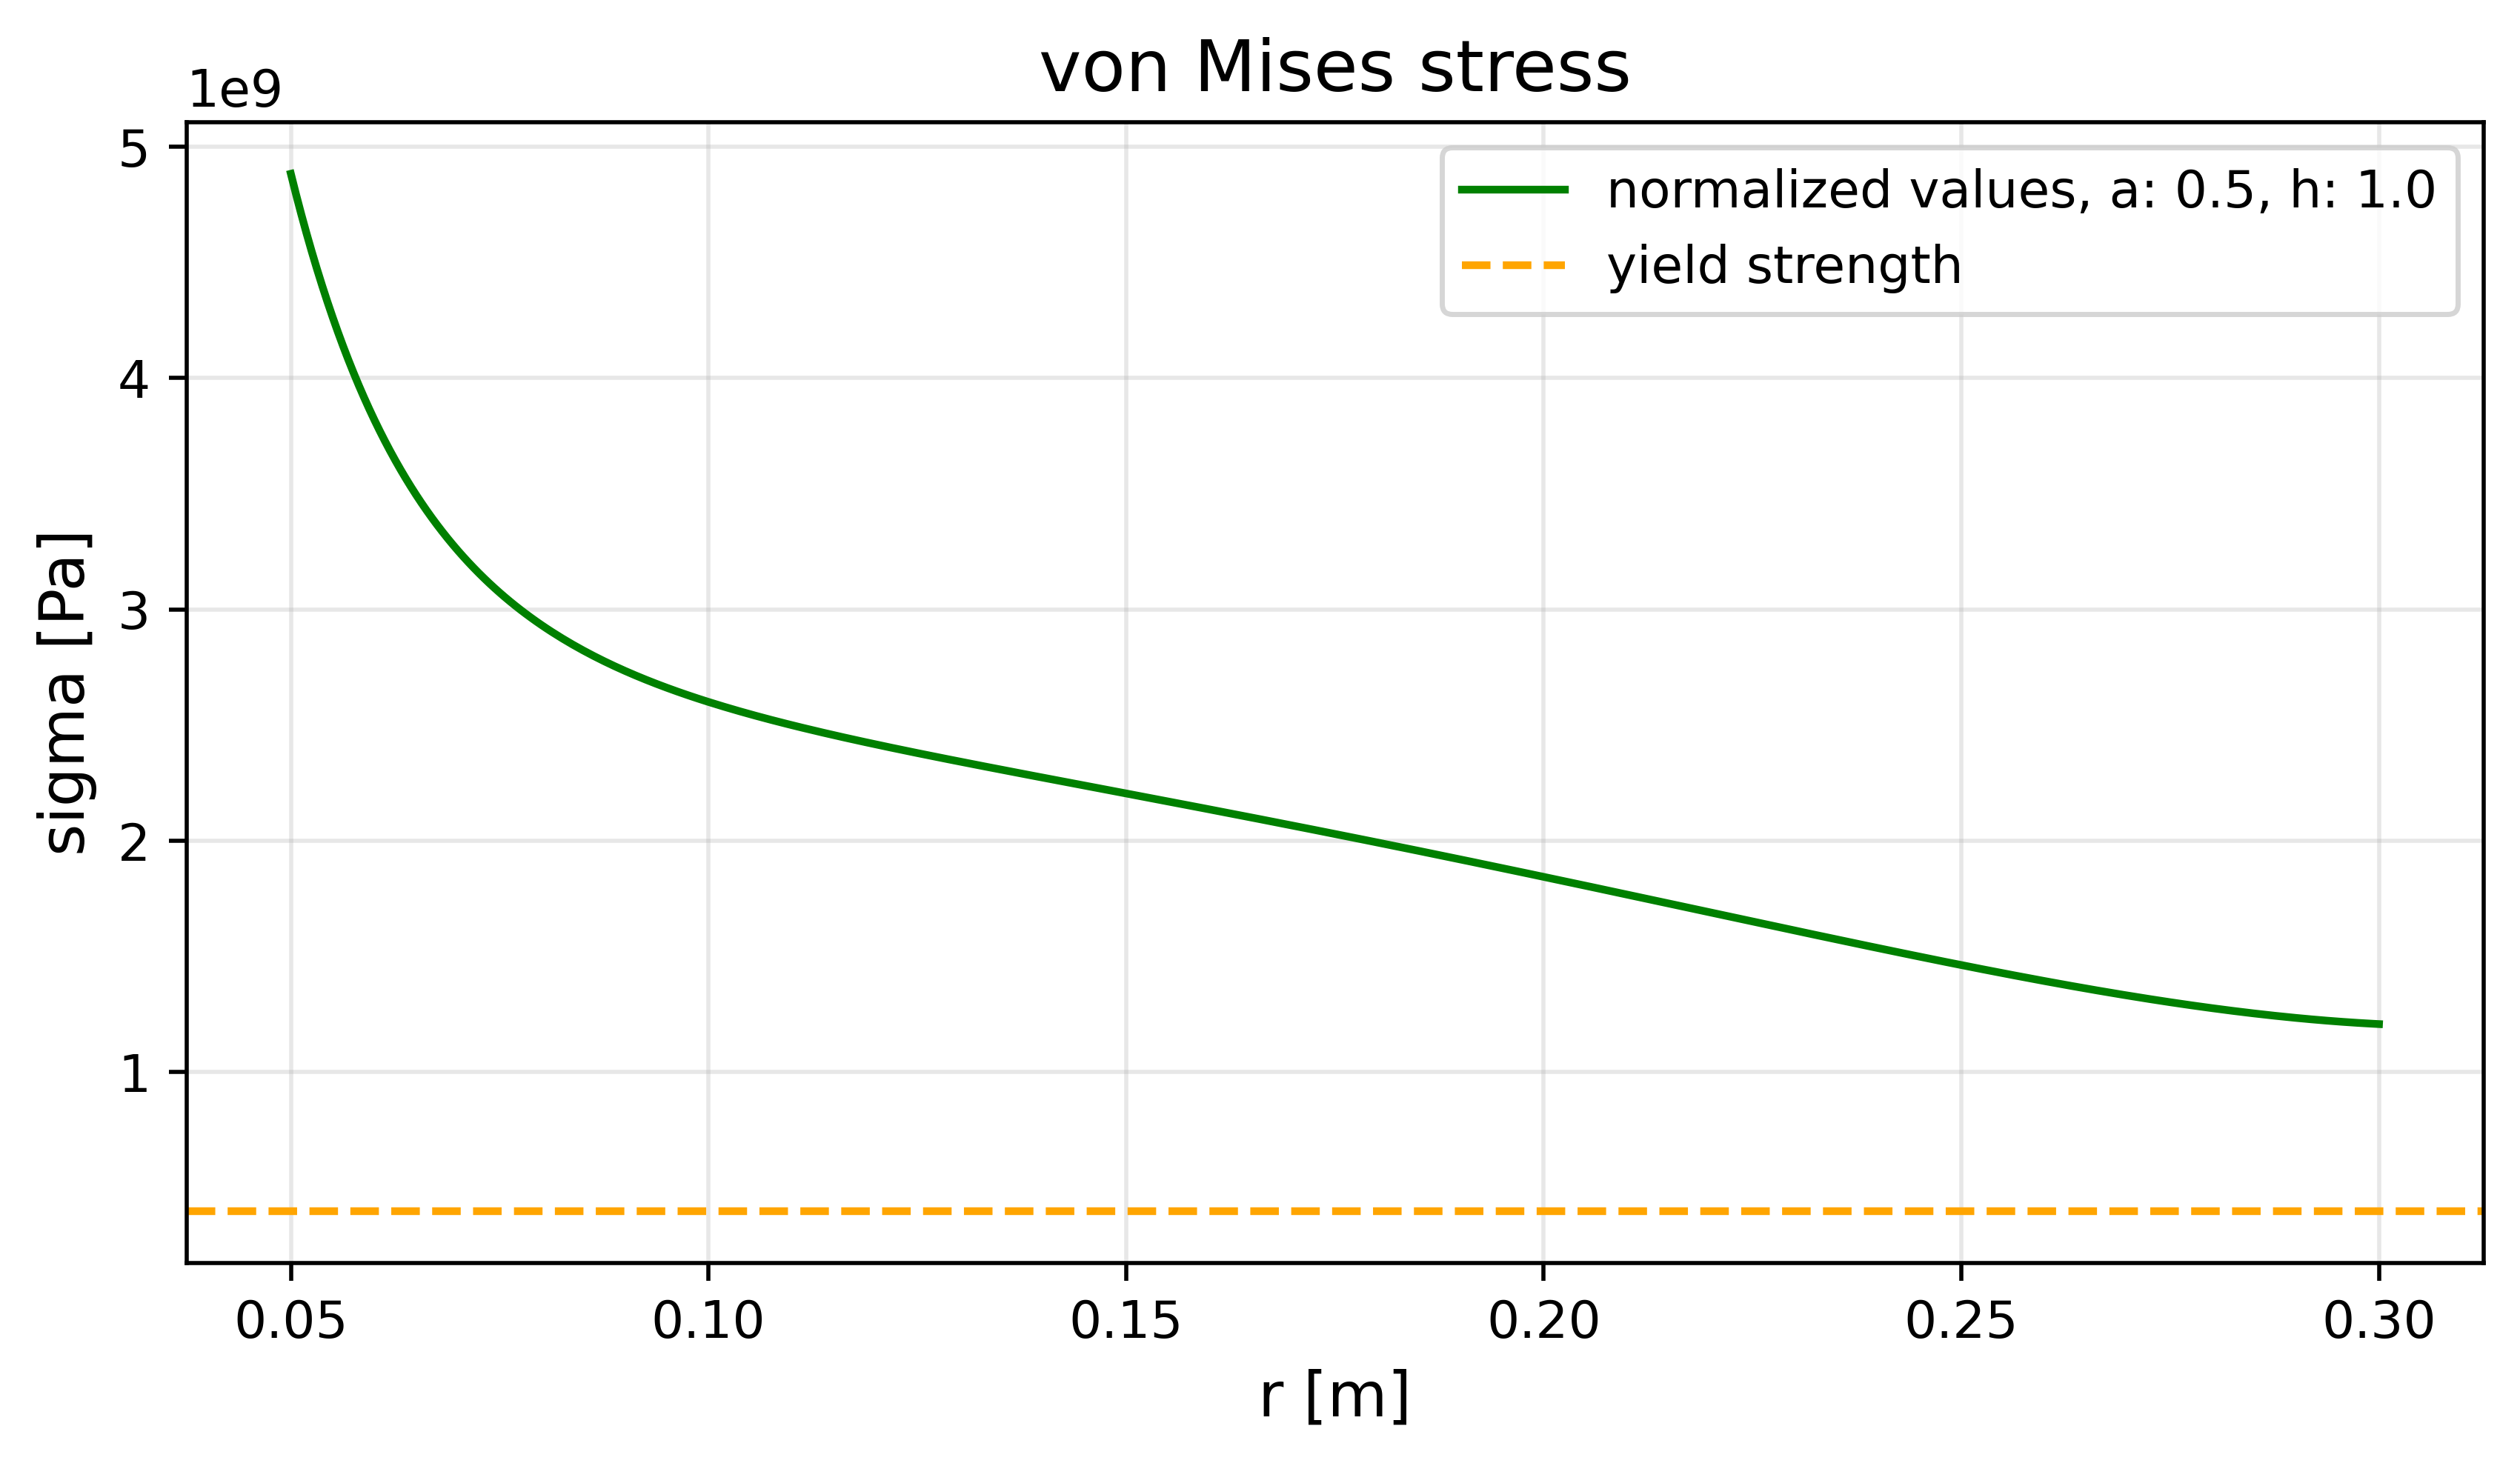 von Mises stress
1e9
5
4
3
2
1
sigma [Pa]
normalized values, a: 0.5, h: 1.0
yield strength
0.05 0.10 0.15 0.20 0.25 0.30
r [m]